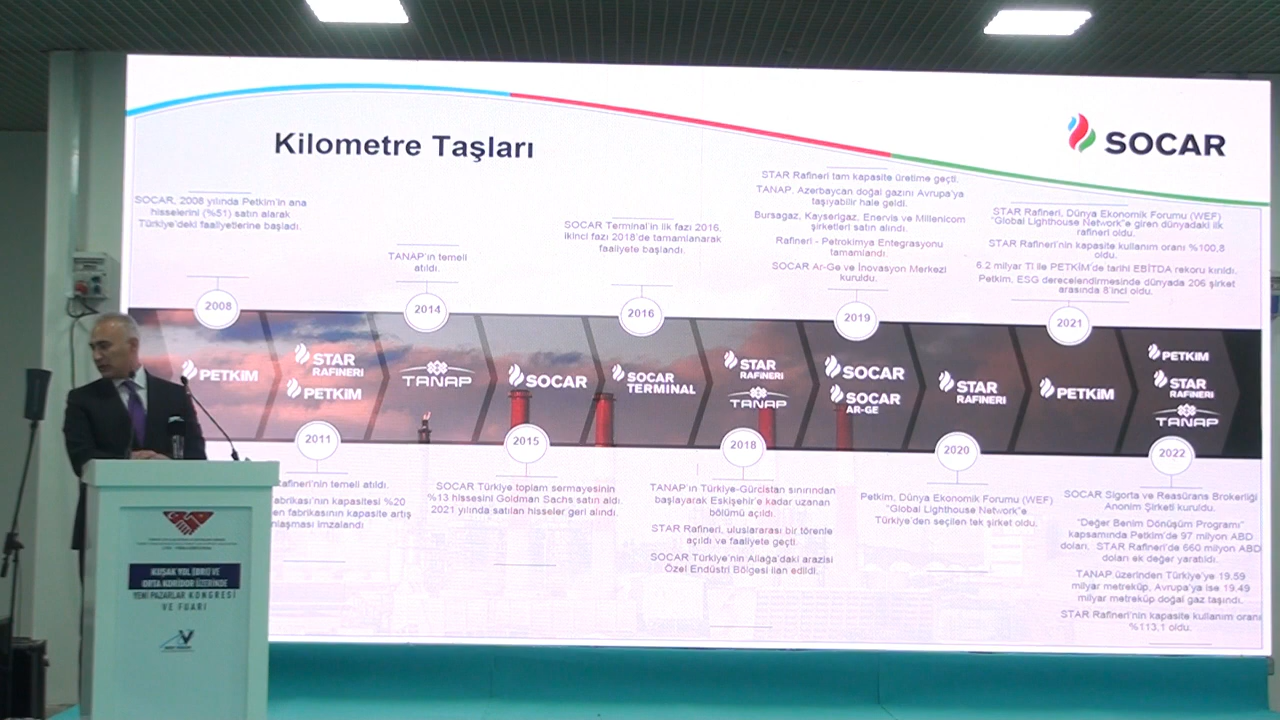 Kilometre Taşları
SOCAR
SOCAR, 2008 yılında Petkim'in ana
hisselerini (%51) satın alarak
Türkiye'deki faaliyetlerine başladı.
TANAP'ın temeli
atıldı.
SOCAR Terminal'in ilk fazı 2016,
ikinci fazı 2018'de tamamlanarak
faaliyete başlandı.
STAR Rafineri tam kapasite üretime geçti.
TANAP, Azerbaycan doğal gazını Avrupa'ya
taşıyabilir hale geldi.
Bursagaz, Kayserigaz, Enervis ve Millenicom
şirketleri satın alındı.
Rafineri - Petrokimya Entegrasyonu
tamamlandı.
SOCAR Ar-Ge ve İnovasyon Merkezi
kuruldu.
STAR Rafineri, Dünya Ekonomik Forumu (WEF)
"Global Lighthouse Network"e giren dünyadaki ilk
rafineri oldu.
STAR Rafineri'nin kapasite kullanım oranı %100,8
oldu.
6.2 milyar Tl ile PETKİM'de tarihi EBİTDA rekoru kırıldı.
Petkim, ESG derecelendirmesinde dünyada 206 şirket
arasında 8'inci oldu.
2008
2014
2016
2019
2021
PETKIM
STAR
RAFINERI
PETKIM
TANAP
SOCAR
SOCAR
TERMINAL
STAR
RAFINERI
TANAP
SOCAR
SOCAR
AR-GE
STAR
RAFINERI
PETKIM
PETKIM
STAR
RAFINERI
TANAP
2011
2015
2018
2020
2022
afineri'nin temeli atıldı.
abrikası'nın kapasitesi %20
en fabrikasının kapasite artış
nlaşması imzalandı
SOCAR Türkiye toplam sermayesinin
%13 hissesini Goldman Sachs satın aldı.
2021 yılında satılan hisseler geri alındı.
TANAP'ın Türkiye-Gürcistan sınırından
başlayarak Eskişehir'e kadar uzanan
bölümü açıldı.
STAR Rafineri, uluslararası bir törenle
açıldı ve faaliyete geçti.
SOCAR Türkiye'nin Aliağa'daki arazisi
Özel Endüstri Bölgesi ilan edildi.
Petkim, Dünya Ekonomik Forumu (WEF)
"Global Lighthouse Network"e
Türkiye'den seçilen tek şirket oldu.
SOCAR Sigorta ve Reasürans Brokerliği
Anonim Şirketi kuruldu.
"Değer Benim Dönüşüm Programı"
kapsamında Petkim'de 97 milyon ABD
doları, STAR Rafineri'de 660 milyon ABD
doları ek değer yaratıldı.
TANAP üzerinden Türkiye'ye 19.59
milyar metreküp, Avrupa'ya ise 19.49
milyar metreküp doğal gaz taşındı.
STAR Rafineri'nin kapasite kullanım oranı
%113,1 oldu.
KUŞAK YOL (BRI) VE
ORTA KORİDOR ÜZERİNDE
YENİ PAZARLAR KONGRESİ
VE FUARI